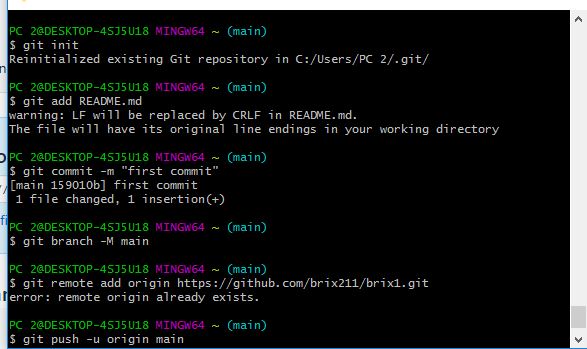 PC 2@DESKTOP-4SJ5U18 MINGW64 ~ (main)
$ git init
Reinitialized existing Git repository in C:/Users/PC 2/.git/
PC 2@DESKTOP-4SJ5U18 MINGW64 ~ (main)
$ git add README.md
warning: LF will be replaced by CRLF in README.md.
The file will have its original line endings in your working directory
PC 2@DESKTOP-4SJ5U18 MINGW64 ~ (main)
$ git commit -m "first commit"
[main 159010b] first commit
 1 file changed, 1 insertion(+)
PC 2@DESKTOP-4SJ5U18 MINGW64 ~ (main)
$ git branch -M main
PC 2@DESKTOP-4SJ5U18 MINGW64 ~ (main)
$ git remote add origin https://github.com/brix211/brix1.git
error: remote origin already exists.
PC 2@DESKTOP-4SJ5U18 MINGW64 ~ (main)
$ git push -u origin main